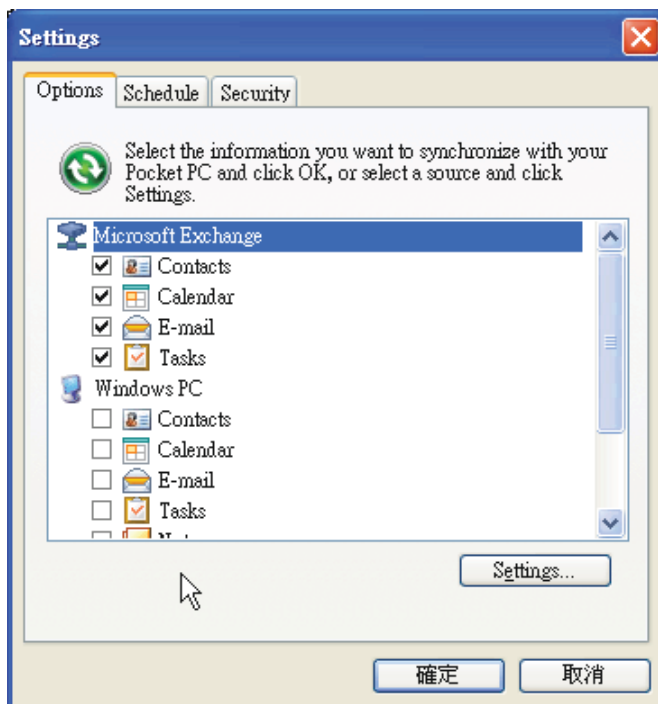 Settings
Options Schedule Security
Select the information you want to synchronize with your
Pocket PC and click OK, or select a source and click
Settings.
Microsoft Exchange
Contacts
Calendar
E-mail
Tasks
Windows PC
Contacts
Calendar
E-mail
Tasks
Settings...
確定 取消